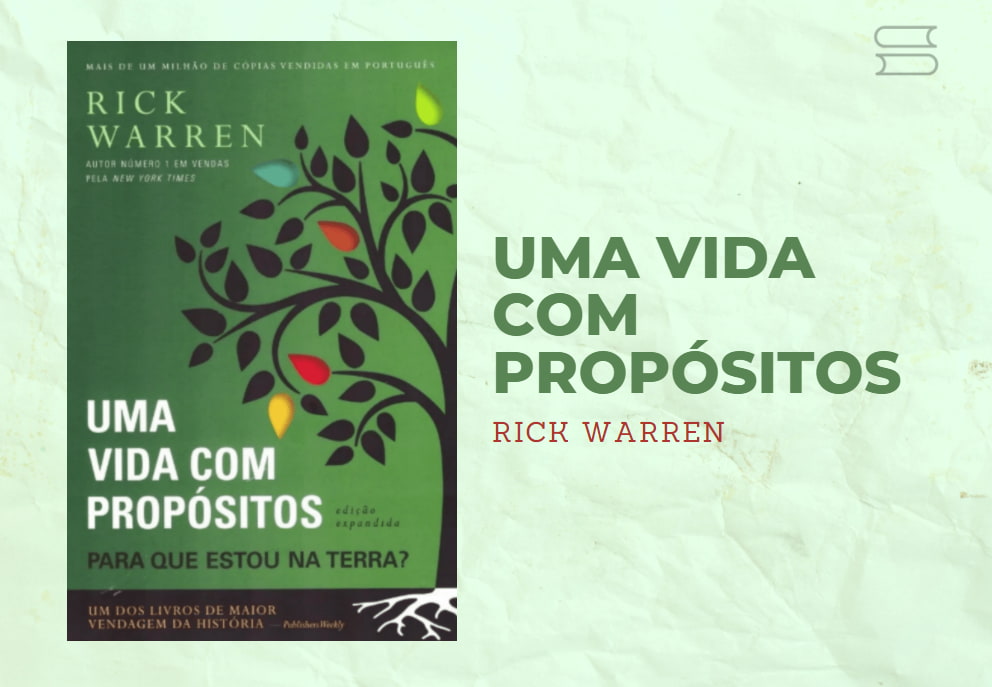 MAIS DE UM MILHÃO DE CÓPIAS VENDIDAS EM PORTUGUÊS
RICK
WARREN
AUTOR NÚMERO 1 EM VENDAS
PELA NEW YORK TIMES
UMA
VIDA COM
PROPÓSITOS
edição
expandida
PARA QUE ESTOU NA TERRA?
UM DOS LIVROS DE MAIOR
VENDAGEM DA HISTÓRIA — Publishers Weekly
UMA VIDA
COM
PROPÓSITOS
RICK WARREN